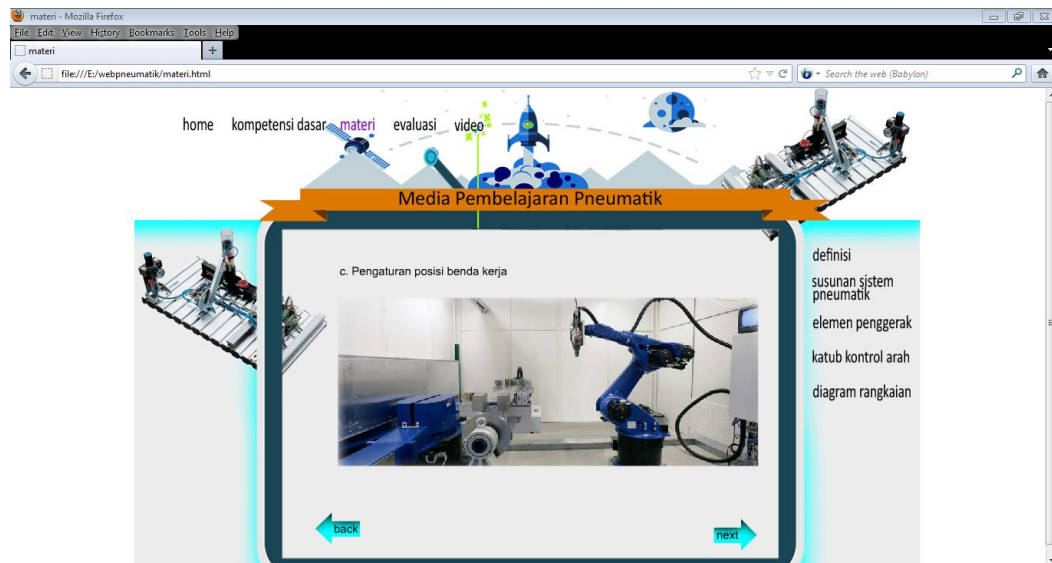 materi - Mozilla Firefox
File Edit View History Bookmarks Tools Help
materi
file:///E:/webpneumatik/materi.html
Search the web (Babylon)
home kompetensi dasar materi evaluasi video
Media Pembelajaran Pneumatik
c. Pengaturan posisi benda kerja
definisi
susunan sistem
pneumatik
elemen penggerak
katub kontrol arah
diagram rangkaian
back
next